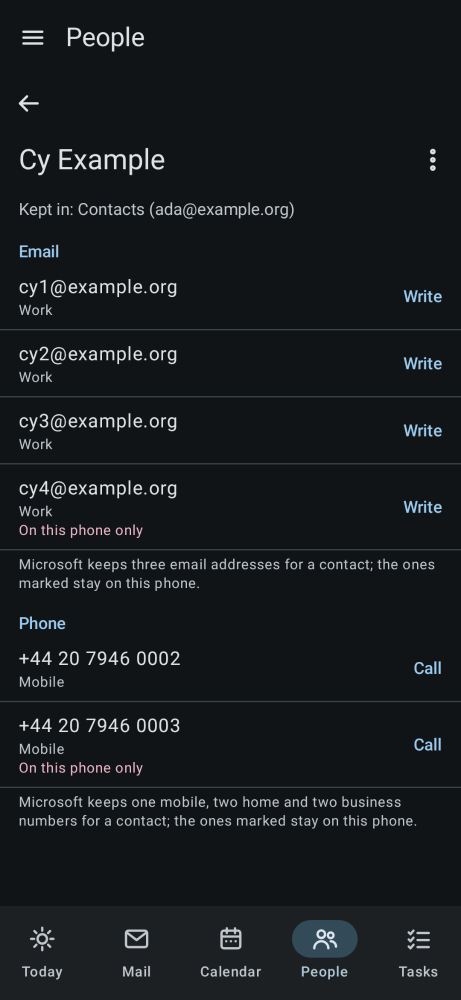 People
Cy Example
Kept in: Contacts (ada@example.org)
Email
cy1@example.org
Work
Write
cy2@example.org
Work
Write
cy3@example.org
Work
Write
cy4@example.org
Work
On this phone only
Write
Microsoft keeps three email addresses for a contact; the ones
marked stay on this phone.
Phone
+44 20 7946 0002
Mobile
Call
+44 20 7946 0003
Mobile
On this phone only
Call
Microsoft keeps one mobile, two home and two business
numbers for a contact; the ones marked stay on this phone.
Today
Mail
Calendar
People
Tasks